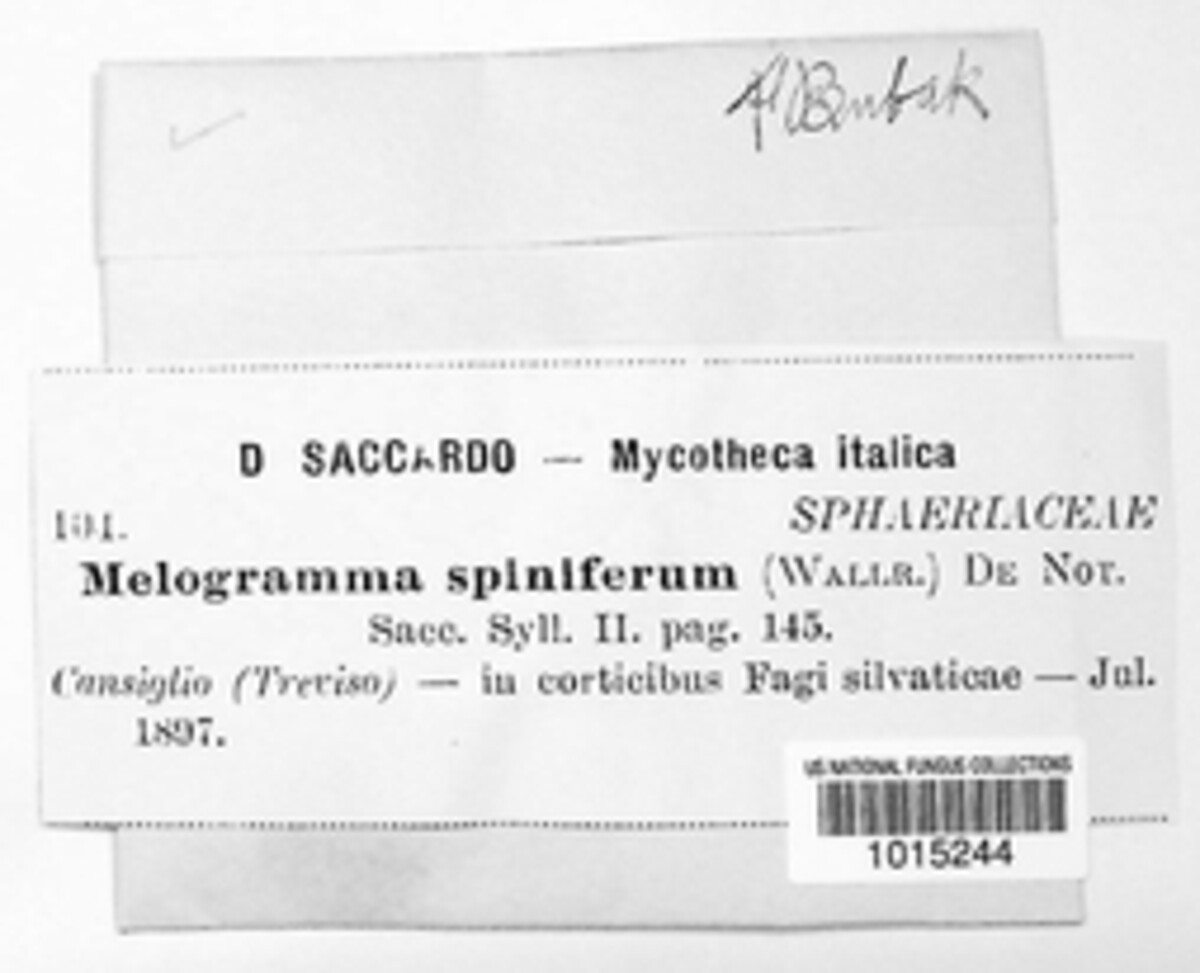 Bubak
D SACCARDO — Mycotheca italica
SPHAERIACEAE
Melogramma spiniferum (WALLR.) DE NOT.
Sacc. Syll. II. pag. 145.
Cansiglio (Treviso) — in corticibus Fagi silvaticae — Jul.
1897.
US NATIONAL FUNGUS COLLECTIONS
1015244